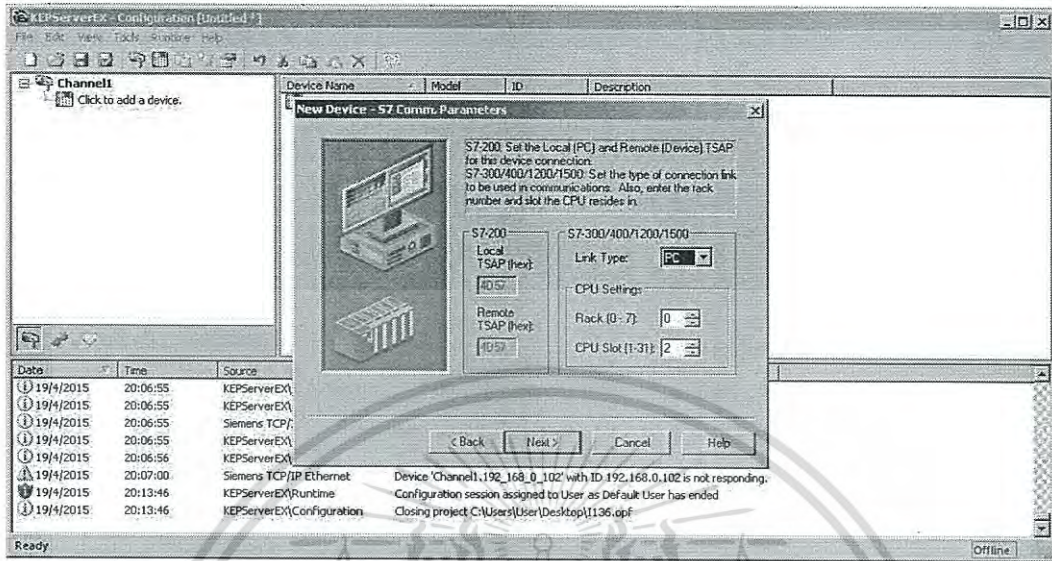 KEPServerEX - Configuration [Untitled *]
File Edit View Tools Runtime Help
Channel1
Click to add a device.
Device Name Model ID Description
New Device - S7 Comm. Parameters
S7-200: Set the Local (PC) and Remote (Device) TSAP
for this device connection.
S7-300/400/1200/1500: Set the type of connection link
to be used in communications. Also, enter the rack
number and slot the CPU resides in.
S7-200
Local
TSAP (hex):
4D57
Remote
TSAP (hex):
4D57
S7-300/400/1200/1500
Link Type: PC
CPU Settings
Rack (0 - 7): 0
CPU Slot (1-31): 2
< Back Next > Cancel Help
Date Time Source
19/4/2015 20:06:55 KEPServerEX\
19/4/2015 20:06:55 KEPServerEX\
19/4/2015 20:06:55 Siemens TCP/
19/4/2015 20:06:55 KEPServerEX\
19/4/2015 20:06:56 KEPServerEX\
19/4/2015 20:07:00 Siemens TCP/IP Ethernet Device 'Channel1.192_168_0_102' with ID 192.168.0.102 is not responding.
19/4/2015 20:13:46 KEPServerEX\Runtime Configuration session assigned to User as Default User has ended
19/4/2015 20:13:46 KEPServerEX\Configuration Closing project C:\Users\User\Desktop\I136.opf
Ready Offline